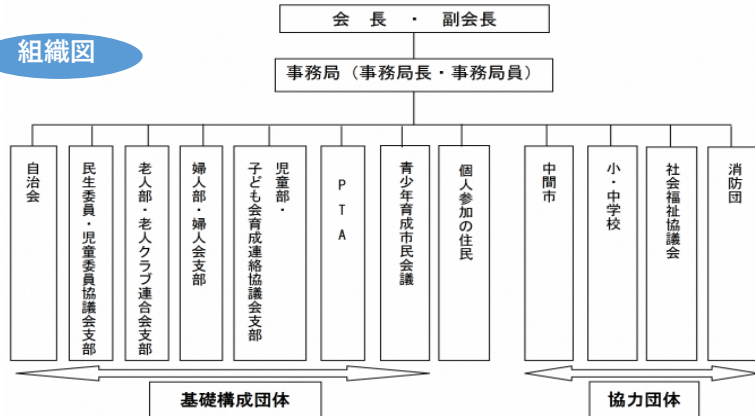 組織図
会 長 ・ 副会長
事務局（事務局長・事務局員）
自治会
民生委員・児童委員協議会支部
老人部・老人クラブ連合会支部
婦人部・婦人会支部
児童部・
子ども会育成連絡協議会支部
PTA
青少年育成市民会議
個人参加の住民
中間市
小・中学校
社会福祉協議会
消防団
基礎構成団体
協力団体